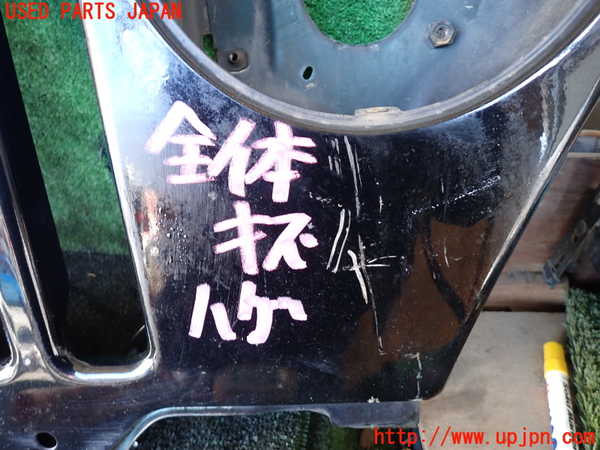 USED PARTS JAPAN
全体
キズ
ハゲ
http://www.upjpn.com/